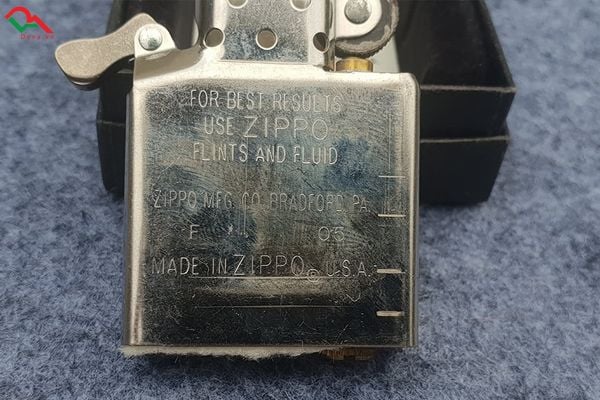 FOR BEST RESULTS
USE ZIPPO
FLINTS AND FLUID
ZIPPO MFG. CO. BRADFORD, PA.
F 05
MADE IN ZIPPO® U.S.A.